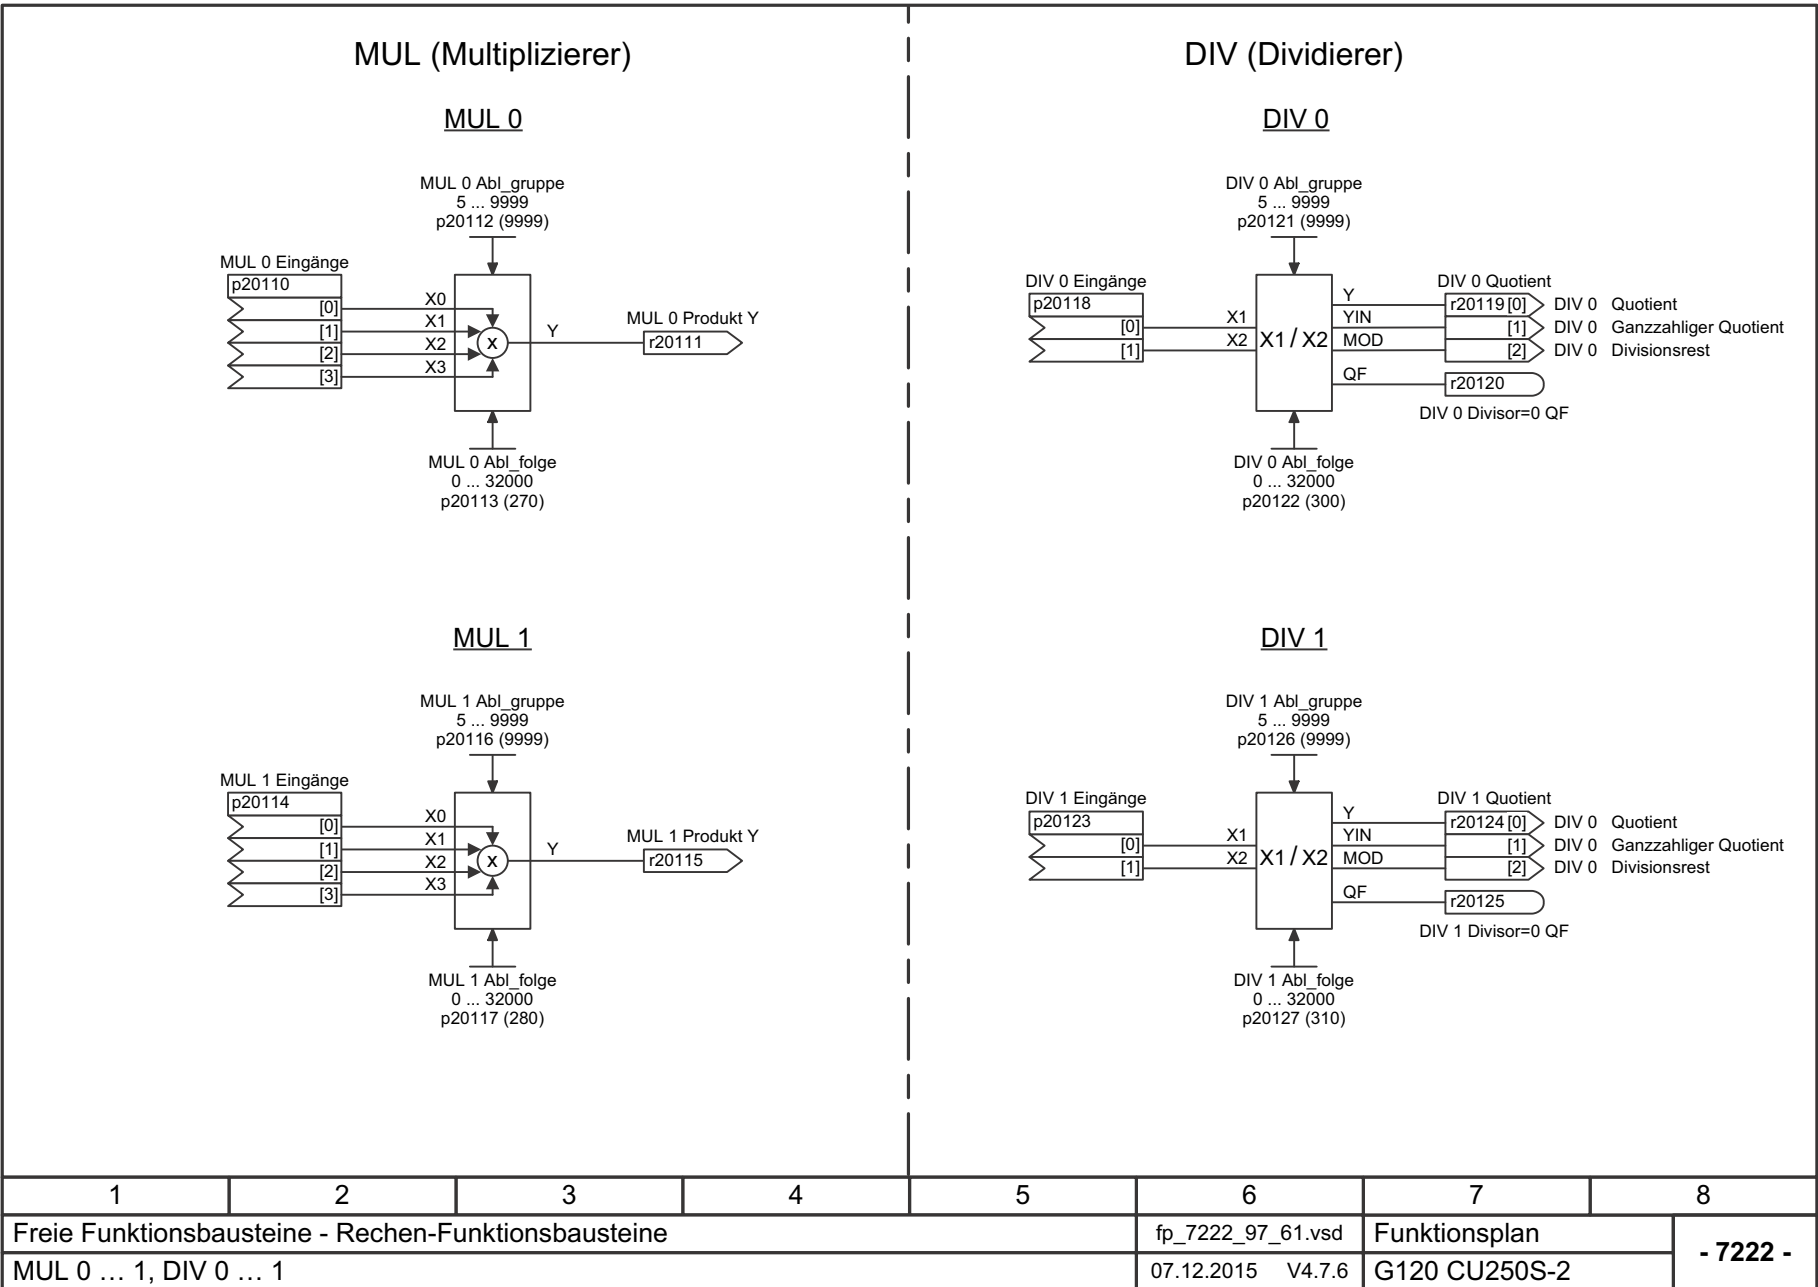 MUL (Multiplizierer)
MUL 0
MUL 0 Abl_gruppe
5 ... 9999
p20112 (9999)
MUL 0 Eingänge
p20110
[0] X0
[1] X1
[2] X2
[3] X3
x
Y
MUL 0 Produkt Y
r20111
MUL 0 Abl_folge
0 ... 32000
p20113 (270)
MUL 1
MUL 1 Abl_gruppe
5 ... 9999
p20116 (9999)
MUL 1 Eingänge
p20114
[0] X0
[1] X1
[2] X2
[3] X3
x
Y
MUL 1 Produkt Y
r20115
MUL 1 Abl_folge
0 ... 32000
p20117 (280)
DIV (Dividierer)
DIV 0
DIV 0 Abl_gruppe
5 ... 9999
p20121 (9999)
DIV 0 Eingänge
p20118
[0] X1
[1] X2
X1 / X2
DIV 0 Quotient
Y r20119 [0] DIV 0 Quotient
YIN [1] DIV 0 Ganzzahliger Quotient
MOD [2] DIV 0 Divisionsrest
QF r20120
DIV 0 Divisor=0 QF
DIV 0 Abl_folge
0 ... 32000
p20122 (300)
DIV 1
DIV 1 Abl_gruppe
5 ... 9999
p20126 (9999)
DIV 1 Eingänge
p20123
[0] X1
[1] X2
X1 / X2
DIV 1 Quotient
Y r20124 [0] DIV 0 Quotient
YIN [1] DIV 0 Ganzzahliger Quotient
MOD [2] DIV 0 Divisionsrest
QF r20125
DIV 1 Divisor=0 QF
DIV 1 Abl_folge
0 ... 32000
p20127 (310)
1 2 3 4 5 6 7 8
Freie Funktionsbausteine - Rechen-Funktionsbausteine fp_7222_97_61.vsd Funktionsplan
- 7222 -
MUL 0 … 1, DIV 0 … 1 07.12.2015 V4.7.6 G120 CU250S-2